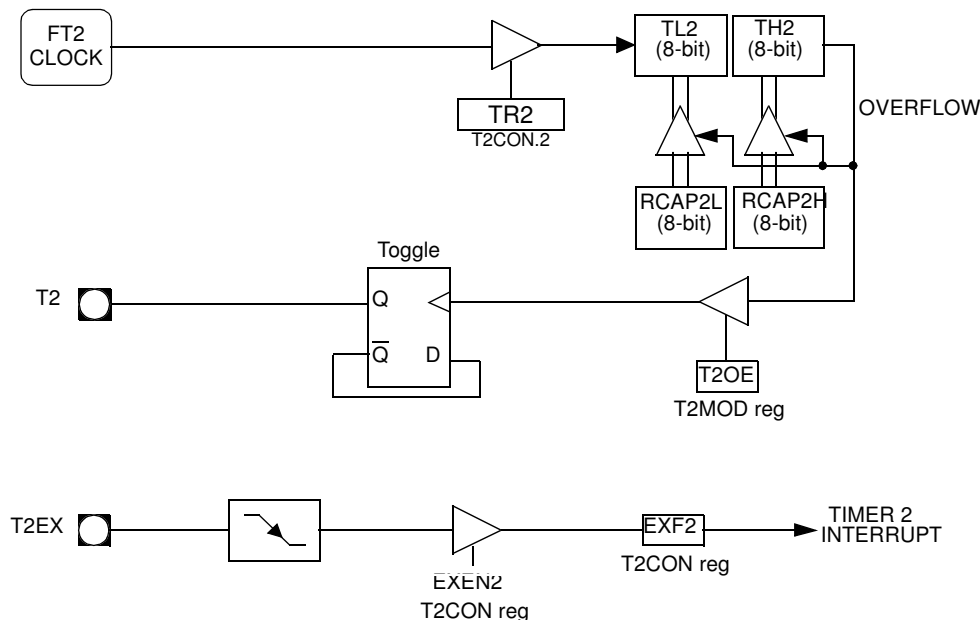 FT2
CLOCK
TL2
(8-bit)
TH2
(8-bit)
TR2
T2CON.2
OVERFLOW
RCAP2L
(8-bit)
RCAP2H
(8-bit)
Toggle
T2
Q
Q
D
T2OE
T2MOD reg
T2EX
EXEN2
T2CON reg
EXF2
T2CON reg
TIMER 2
INTERRUPT